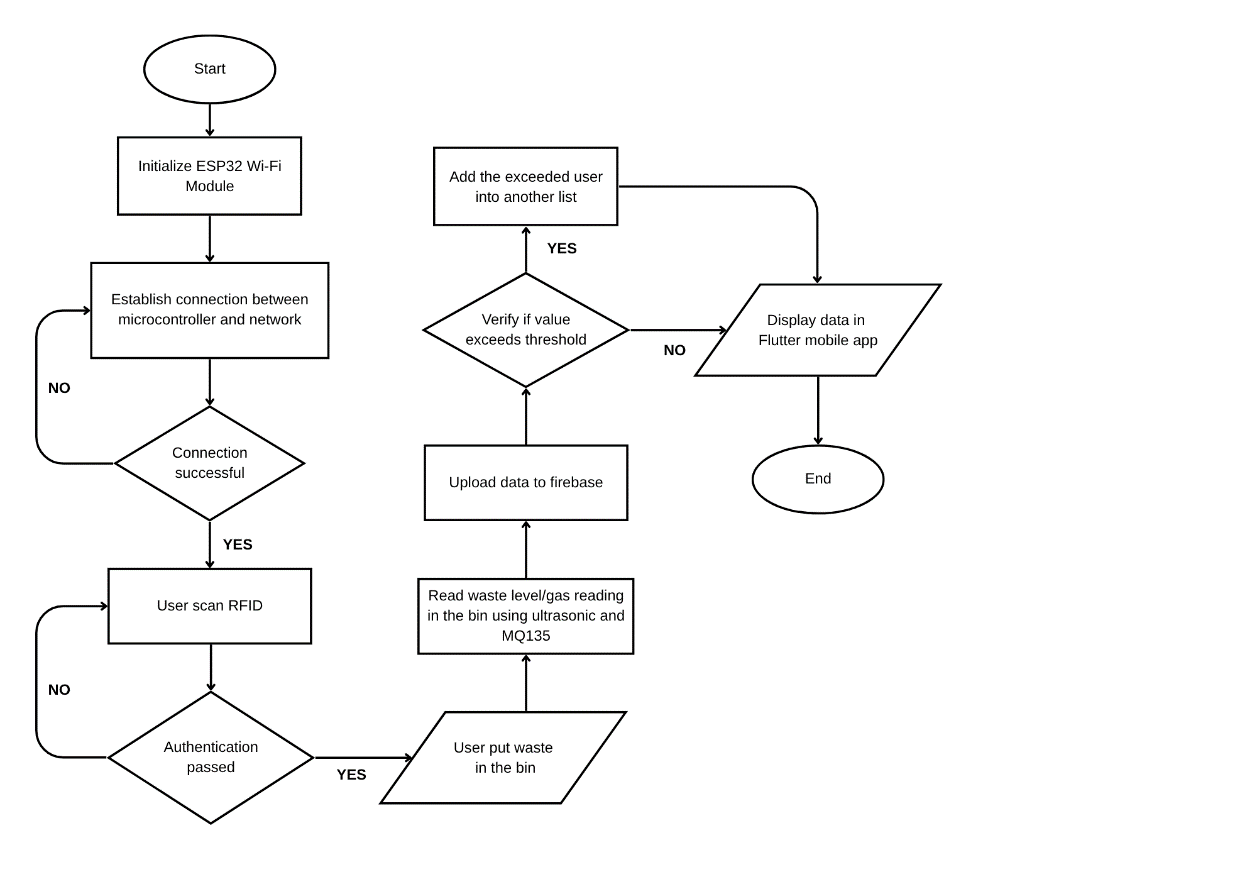 Start
Initialize ESP32 Wi-Fi
Module
Establish connection between
microcontroller and network
NO
Connection
successful
YES
User scan RFID
NO
Authentication
passed
YES
User put waste
in the bin
Read waste level/gas reading
in the bin using ultrasonic and
MQ135
Upload data to firebase
Verify if value
exceeds threshold
YES
Add the exceeded user
into another list
NO
Display data in
Flutter mobile app
End